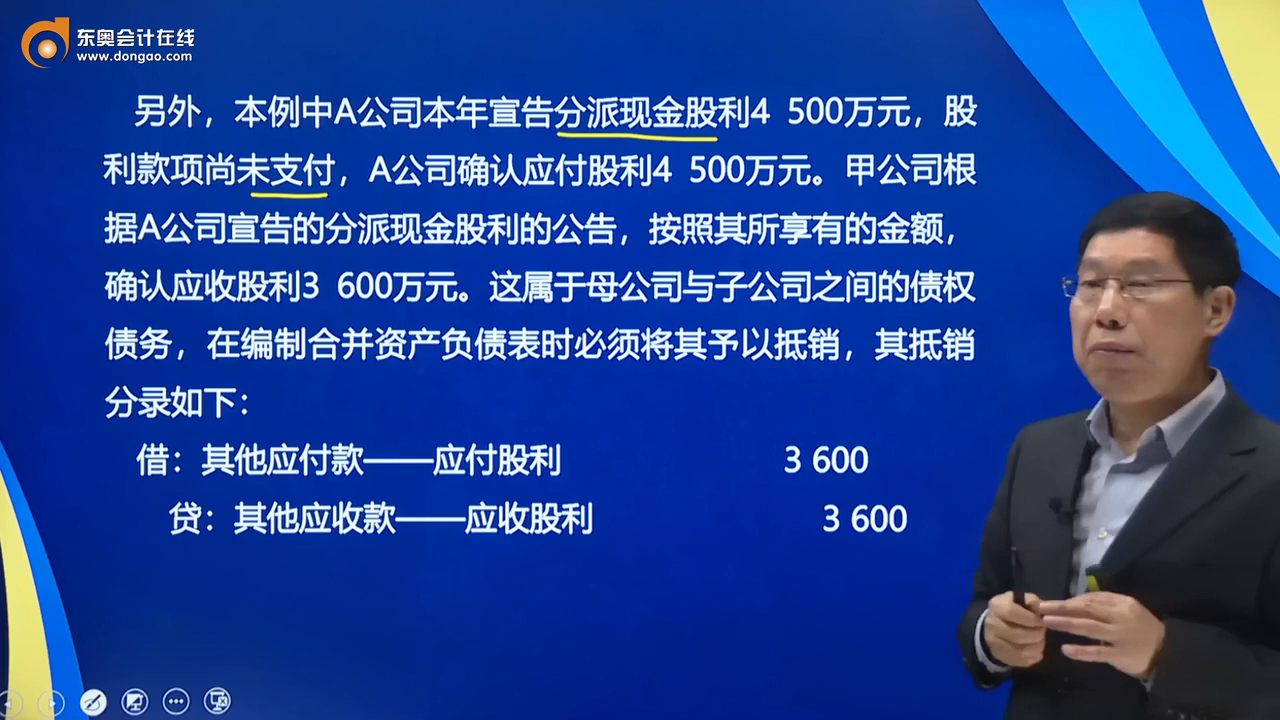 东奥会计在线
www.dongao.com
另外，本例中A公司本年宣告分派现金股利4 500万元，股
利款项尚未支付，A公司确认应付股利4 500万元。甲公司根
据A公司宣告的分派现金股利的公告，按照其所享有的金额，
确认应收股利3 600万元。这属于母公司与子公司之间的债权
债务，在编制合并资产负债表时必须将其予以抵销，其抵销
分录如下：
借：其他应付款——应付股利 3 600
贷：其他应收款——应收股利 3 600